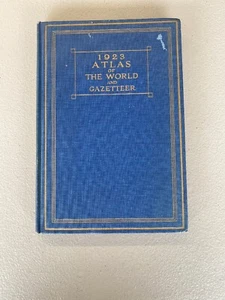 1923
ATLAS
OF
THE WORLD
AND
GAZETTEER